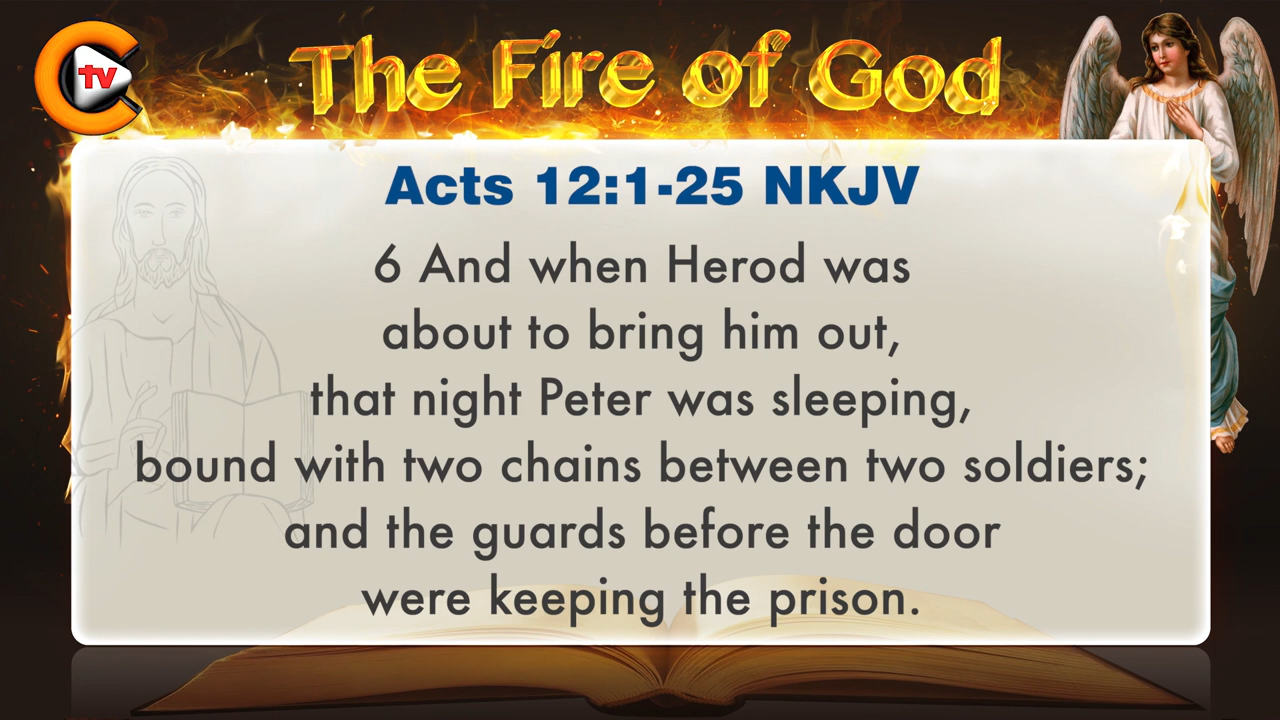 tv
The Fire of God
Acts 12:1-25 NKJV
6 And when Herod was
about to bring him out,
that night Peter was sleeping,
bound with two chains between two soldiers;
and the guards before the door
were keeping the prison.